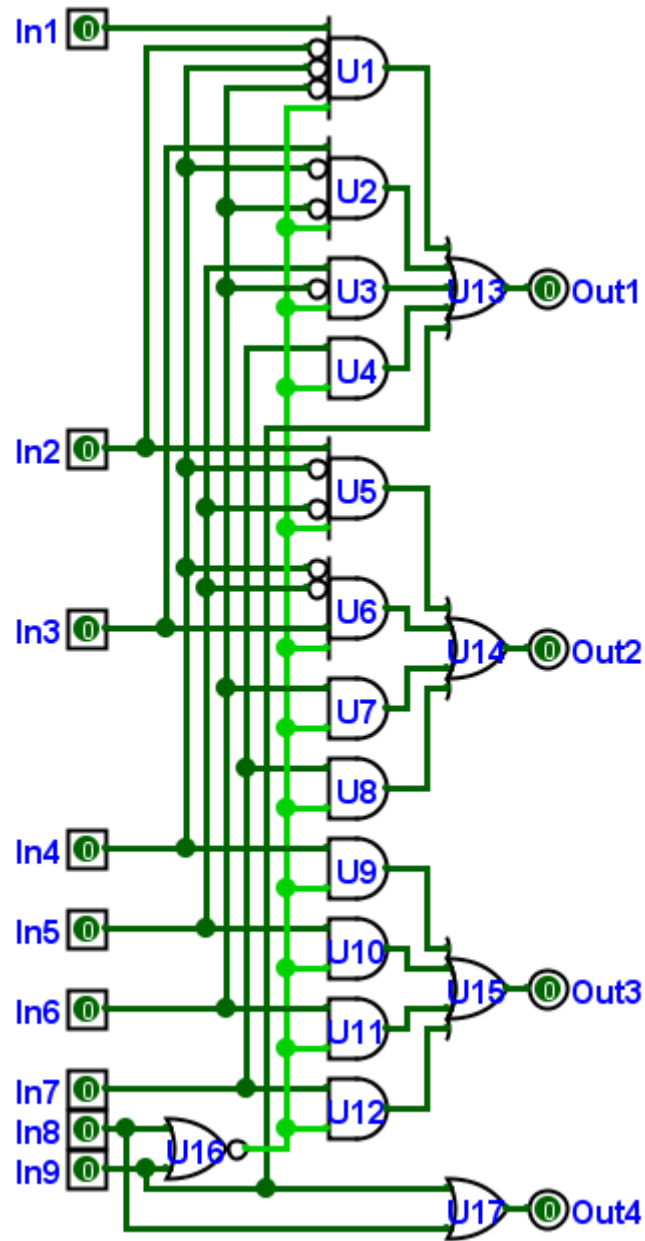 In1 0 U1
U2
U3 U13 0 Out1
U4
In2 0 U5
U6
In3 0 U14 0 Out2
U7
U8
In4 0 U9
In5 0 U10
U15 0 Out3
In6 0 U11
In7 0 U12
In8 0
In9 0 U16
U17 0 Out4